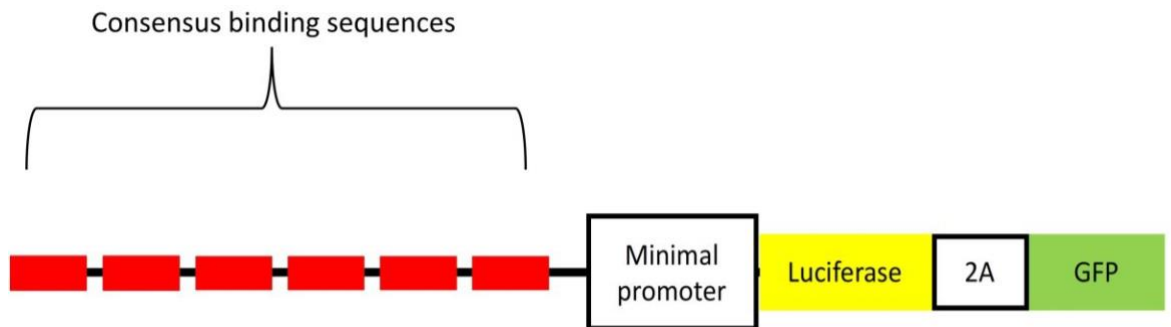 Consensus binding sequences
Minimal
promoter
Luciferase
2A
GFP